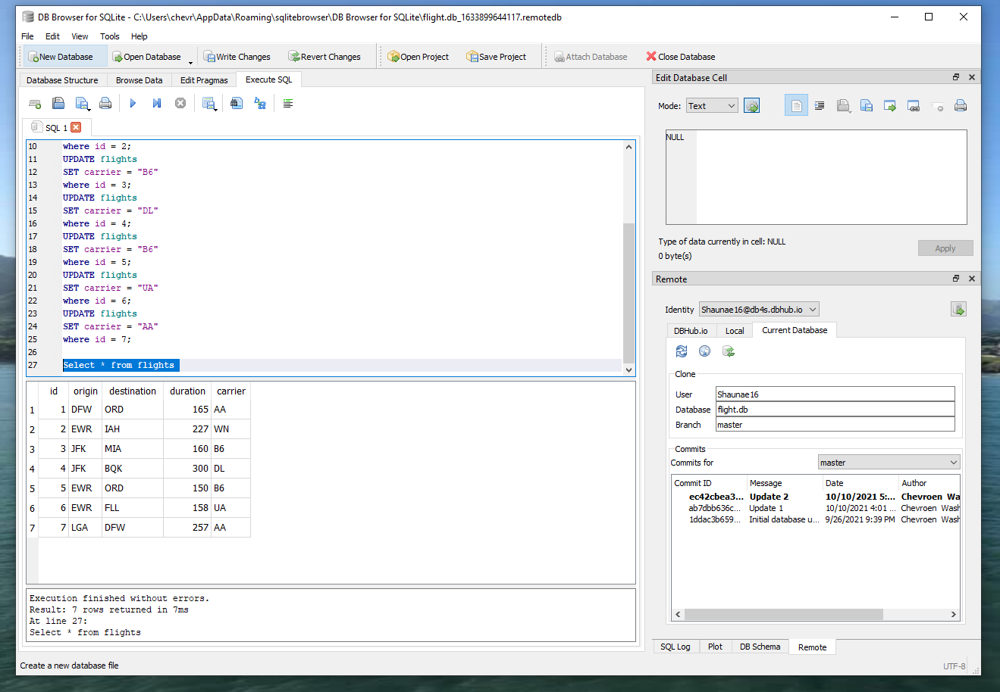 DB Browser for SQLite - C:\Users\chevr\AppData\Roaming\sqlitebrowser\DB Browser for SQLite\flight.db_1633899644117.remotedb
File Edit View Tools Help
New Database Open Database Write Changes Revert Changes Open Project Save Project Attach Database Close Database
Database Structure Browse Data Edit Pragmas Execute SQL
SQL 1
10 where id = 2;
11 UPDATE flights
12 SET carrier = "B6"
13 where id = 3;
14 UPDATE flights
15 SET carrier = "DL"
16 where id = 4;
17 UPDATE flights
18 SET carrier = "B6"
19 where id = 5;
20 UPDATE flights
21 SET carrier = "UA"
22 where id = 6;
23 UPDATE flights
24 SET carrier = "AA"
25 where id = 7;
26
27 Select * from flights
id origin destination duration carrier
1 1 DFW ORD 165 AA
2 2 EWR IAH 227 WN
3 3 JFK MIA 160 B6
4 4 JFK BQK 300 DL
5 5 EWR ORD 150 B6
6 6 EWR FLL 158 UA
7 7 LGA DFW 257 AA
Execution finished without errors.
Result: 7 rows returned in 7ms
At line 27:
Select * from flights
Edit Database Cell
Mode: Text
NULL
Type of data currently in cell: NULL
0 byte(s)
Apply
Remote
Identity Shaunae16@db4s.dbhub.io
DBHub.io Local Current Database
Clone
User Shaunae16
Database flight.db
Branch master
Commits
Commits for master
Commit ID Message Date Author
ec42cbea3... Update 2 10/10/2021 5:... Chevroen Wa
ab7dbb636c... Update 1 10/10/2021 4:01 ... Chevroen Wash
1ddac3b659... Initial database u... 9/26/2021 9:39 PM Chevroen Wash
SQL Log Plot DB Schema Remote
Create a new database file
UTF-8